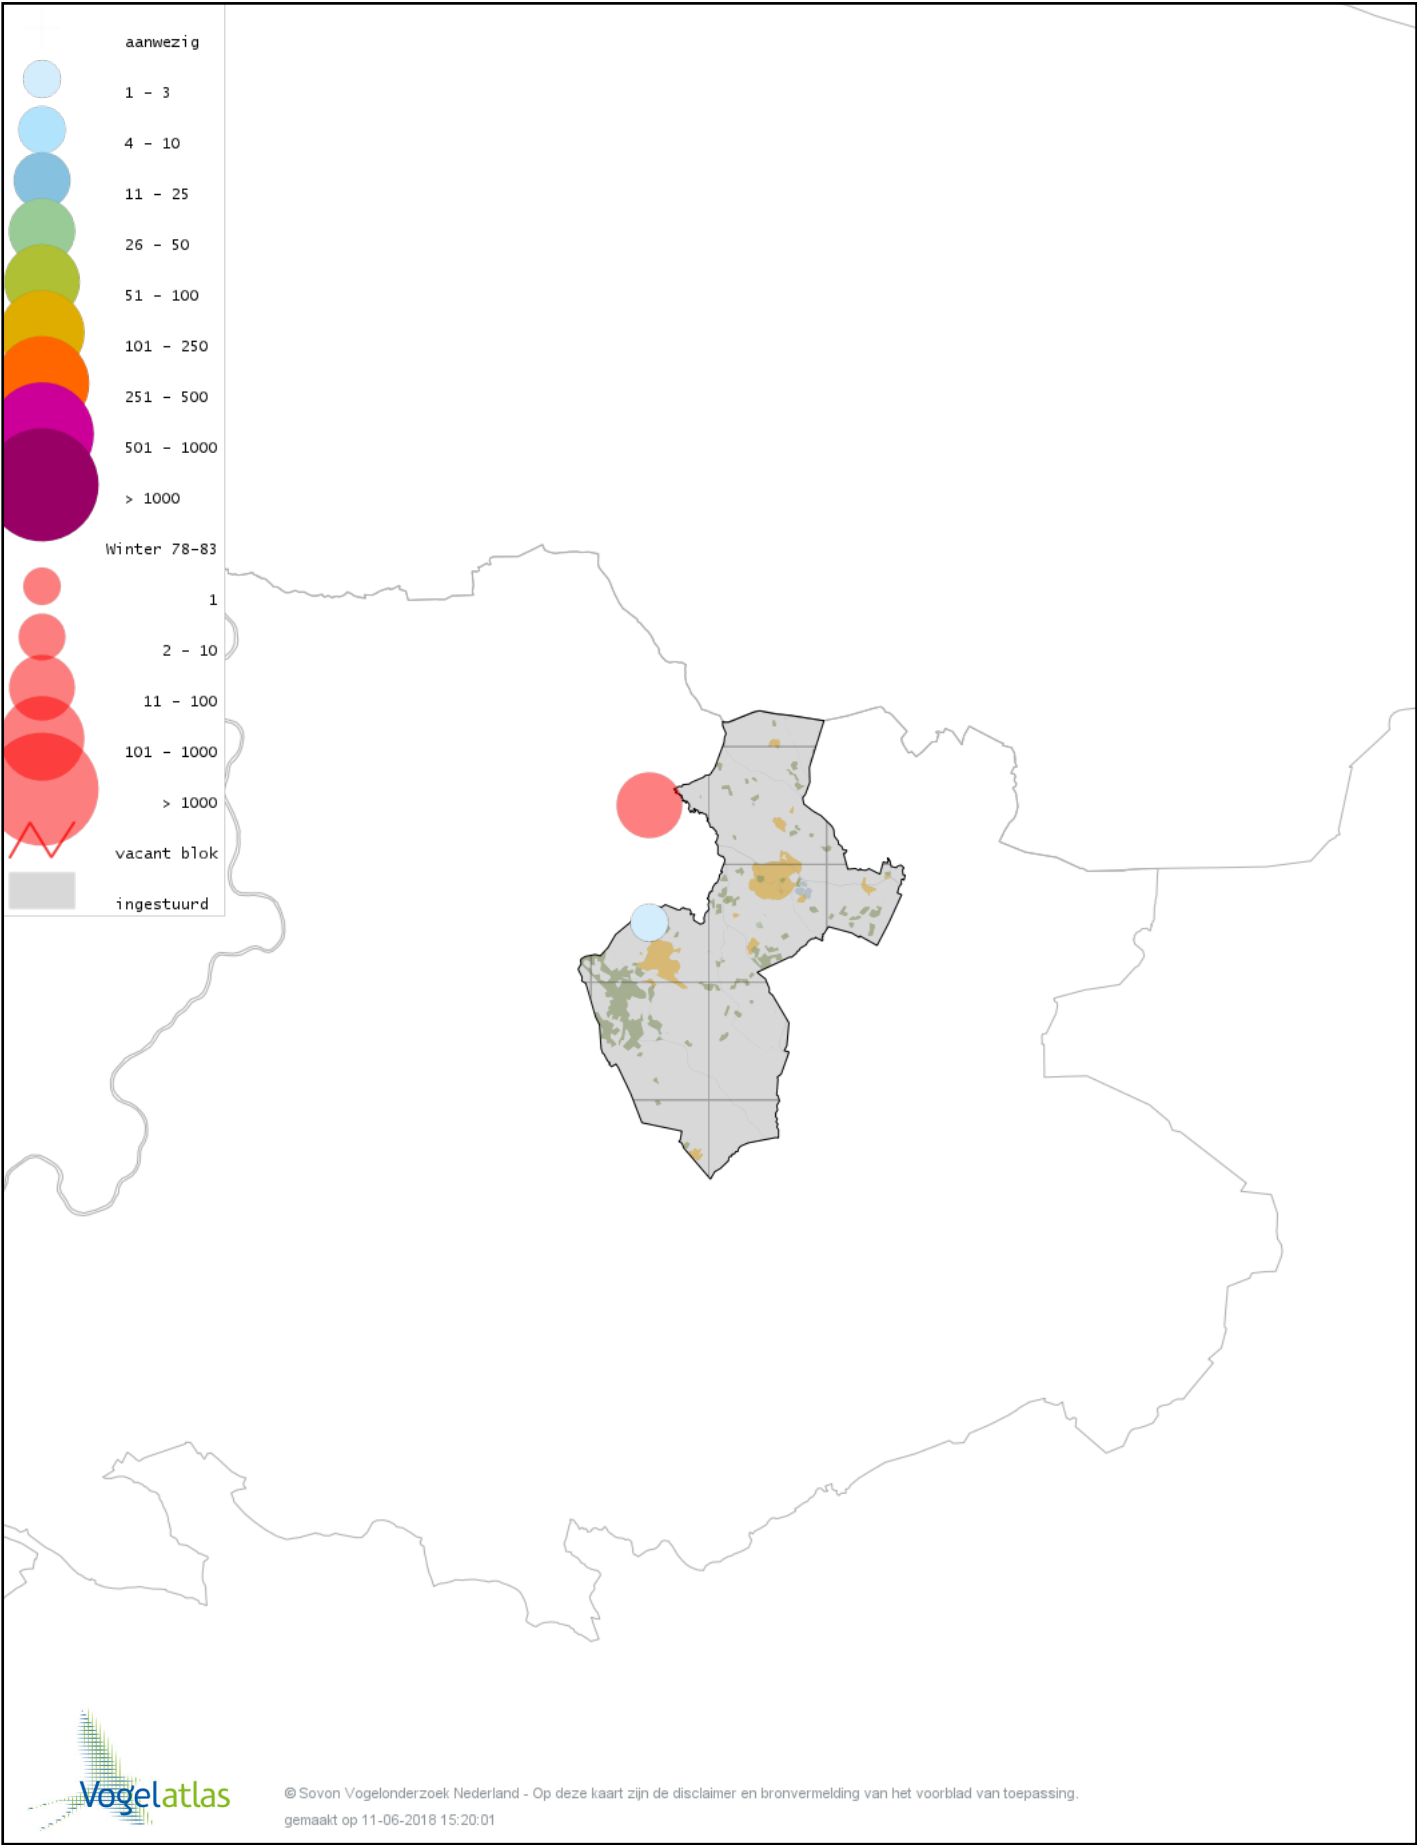 aanwezig
1 - 3
4 - 10
11 - 25
26 - 50
51 - 100
101 - 250
251 - 500
501 - 1000
> 1000
Winter 78-83
1
2 - 10
11 - 100
101 - 1000
> 1000
vacant blok
ingestuurd
Vogelatlas
© Sovon Vogelonderzoek Nederland - Op deze kaart zijn de disclaimer en bronvermelding van het voorblad van toepassing.
gemaakt op 11-06-2018 15:20:01